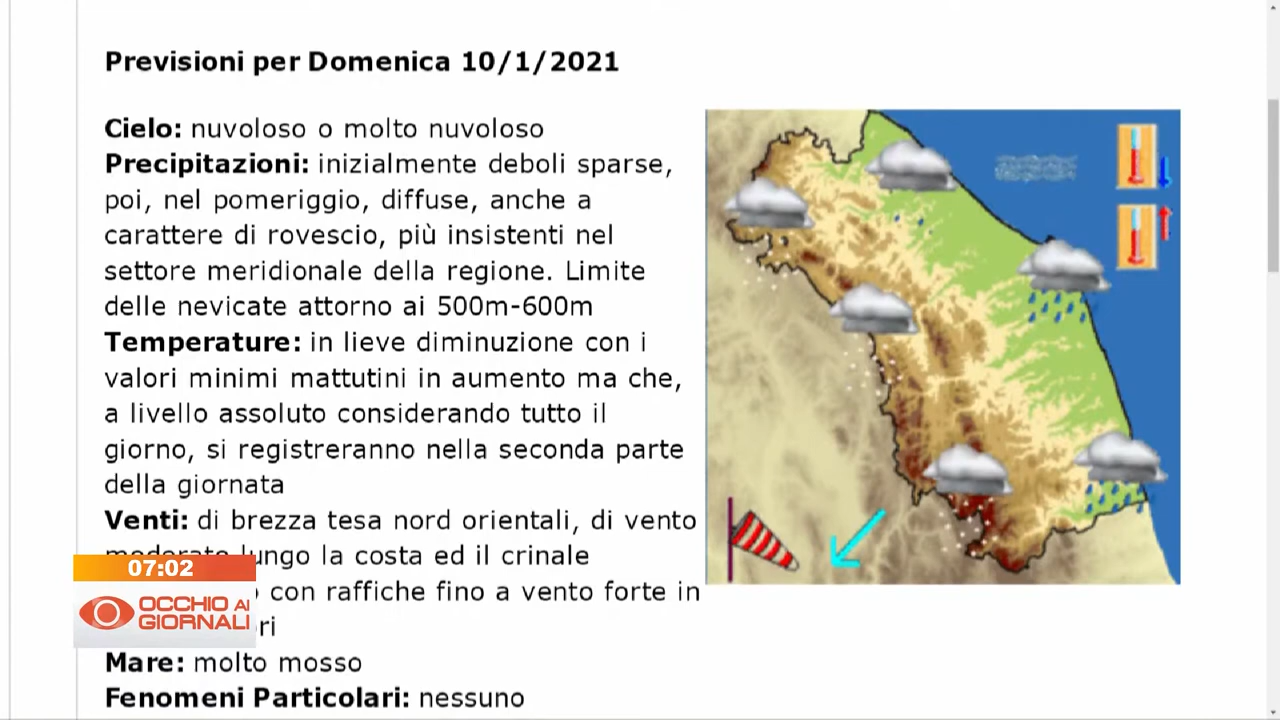 Previsioni per Domenica 10/1/2021
Cielo: nuvoloso o molto nuvoloso
Precipitazioni: inizialmente deboli sparse,
poi, nel pomeriggio, diffuse, anche a
carattere di rovescio, più insistenti nel
settore meridionale della regione. Limite
delle nevicate attorno ai 500m-600m
Temperature: in lieve diminuzione con i
valori minimi mattutini in aumento ma che,
a livello assoluto considerando tutto il
giorno, si registreranno nella seconda parte
della giornata
Venti: di brezza tesa nord orientali, di vento
moderato lungo la costa ed il crinale
con raffiche fino a vento forte in
07:02
OCCHIO AI
GIORNALI
Mare: molto mosso
Fenomeni Particolari: nessuno